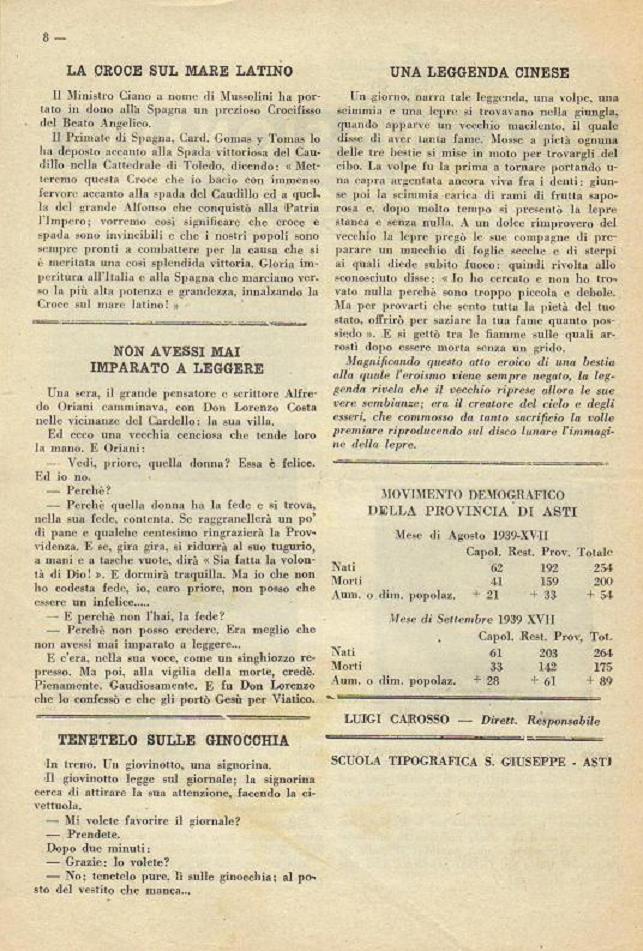 8 —
LA CROCE SUL MARE LATINO
Il Ministro Ciano a nome di Mussolini ha por-
tato in dono alla Spagna un prezioso Crocifisso
del Beato Angelico.
Il Primate di Spagna, Card. Gomas y Tomas lo
ha deposto accanto alla Spada vittoriosa del Cau-
dillo nella Cattedrale di Toledo, dicendo: « Met-
teremo questa Croce che io bacio con immenso
fervore accanto alla spada del Caudillo ed a quel-
la del grande Alfonso che conquistò alla Patria
l'Impero; vorremo così significare che croce e
spada sono invincibili e che i nostri popoli sono
sempre pronti a combattere per la causa che si
è meritata una così splendida vittoria. Gloria im-
peritura all'Italia e alla Spagna che marciano ver-
so la più alta potenza e grandezza, innalzando la
Croce sul mare latino! »
NON AVESSI MAI
IMPARATO A LEGGERE
Una sera, il grande pensatore e scrittore Alfre-
do Oriani camminava, con Don Lorenzo Costa
nelle vicinanze del Cardello: la sua villa.
Ed ecco una vecchia cenciosa che tende loro
la mano. E Oriani:
— Vedi, priore, quella donna? Essa è felice.
Ed io no.
— Perchè?
— Perchè quella donna ha la fede e si trova,
nella sua fede, contenta. Se raggranellerà un po'
di pane e qualche centesimo ringrazierà la Prov-
videnza. E se, gira gira, si ridurrà al suo tugurio,
a mani e a tasche vuote, dirà « Sia fatta la volon-
tà di Dio! ». E dormirà traquilla. Ma io che non
ho codesta fede, io, caro priore, non posso che
essere un infelice.....
— E perchè non l'hai, la fede?
— Perchè non posso credere. Era meglio che
non avessi mai imparato a leggere...
E c'era, nella sua voce, come un singhiozzo re-
presso. Ma poi, alla vigilia della morte, credè.
Pienamente. Gaudiosamente. E fu Don Lorenzo
che lo confessò e che gli portò Gesù per Viatico.
TENETELO SULLE GINOCCHIA
In treno. Un giovinotto, una signorina.
Il giovinotto legge sul giornale; la signorina
cerca di attirare la sua attenzione, facendo la ci-
vettuola.
— Mi volete favorire il giornale?
— Prendete.
Dopo due minuti:
— Grazie: lo volete?
— No; tenetelo pure, lì sulle ginocchia; al po-
sto del vestito che manca...
UNA LEGGENDA CINESE
Un giorno, narra tale leggenda, una volpe, una
scimmia e una lepre si trovavano nella giungla,
quando apparve un vecchio macilento, il quale
disse di aver tanta fame. Mosse a pietà ognuna
delle tre bestie si mise in moto per trovargli del
cibo. La volpe fu la prima a tornare portando u-
na capra argentata ancora viva fra i denti; giun-
se poi la scimmia carica di rami di frutta sapo-
rosa e, dopo molto tempo si presentò la lepre
stanca e senza nulla. A un dolce rimprovero del
vecchio la lepre pregò le sue compagne di pre-
parare un mucchio di foglie secche e di sterpi
ai quali diede subito fuoco: quindi rivolta allo
sconosciuto disse: « Io ho cercato e non ho tro-
vato nulla perchè sono troppo piccola e debole.
Ma per provarti che sento tutta la pietà del tuo
stato, offrirò per saziare la tua fame quanto pos-
siedo ». E si gettò tra le fiamme sulle quali ar-
rostì dopo essere morta senza un grido.
Magnificando questo atto eroico di una bestia
alla quale l'eroismo viene sempre negato, la leg-
genda rivela che il vecchio riprese allora le sue
vere sembianze; era il creatore del cielo e degli
esseri, che commosso da tanto sacrificio la volle
premiare riproducendo sul disco lunare l'immagi-
ne della lepre.
MOVIMENTO DEMOGRAFICO
DELLA PROVINCIA DI ASTI
Mese di Agosto 1939-XVII
Capol. Rest. Prov. Totale
Nati 62 192 254
Morti 41 159 200
Aum. o dim. popolaz. + 21 + 33 + 54
Mese di Settembre 1939 XVII
Capol. Rest. Prov, Tot.
Nati 61 203 264
Morti 33 142 175
Aum. o dim. popolaz. + 28 + 61 + 89
LUIGI CAROSSO — Dirett. Responsabile
SCUOLA TIPOGRAFICA S. GIUSEPPE - ASTI